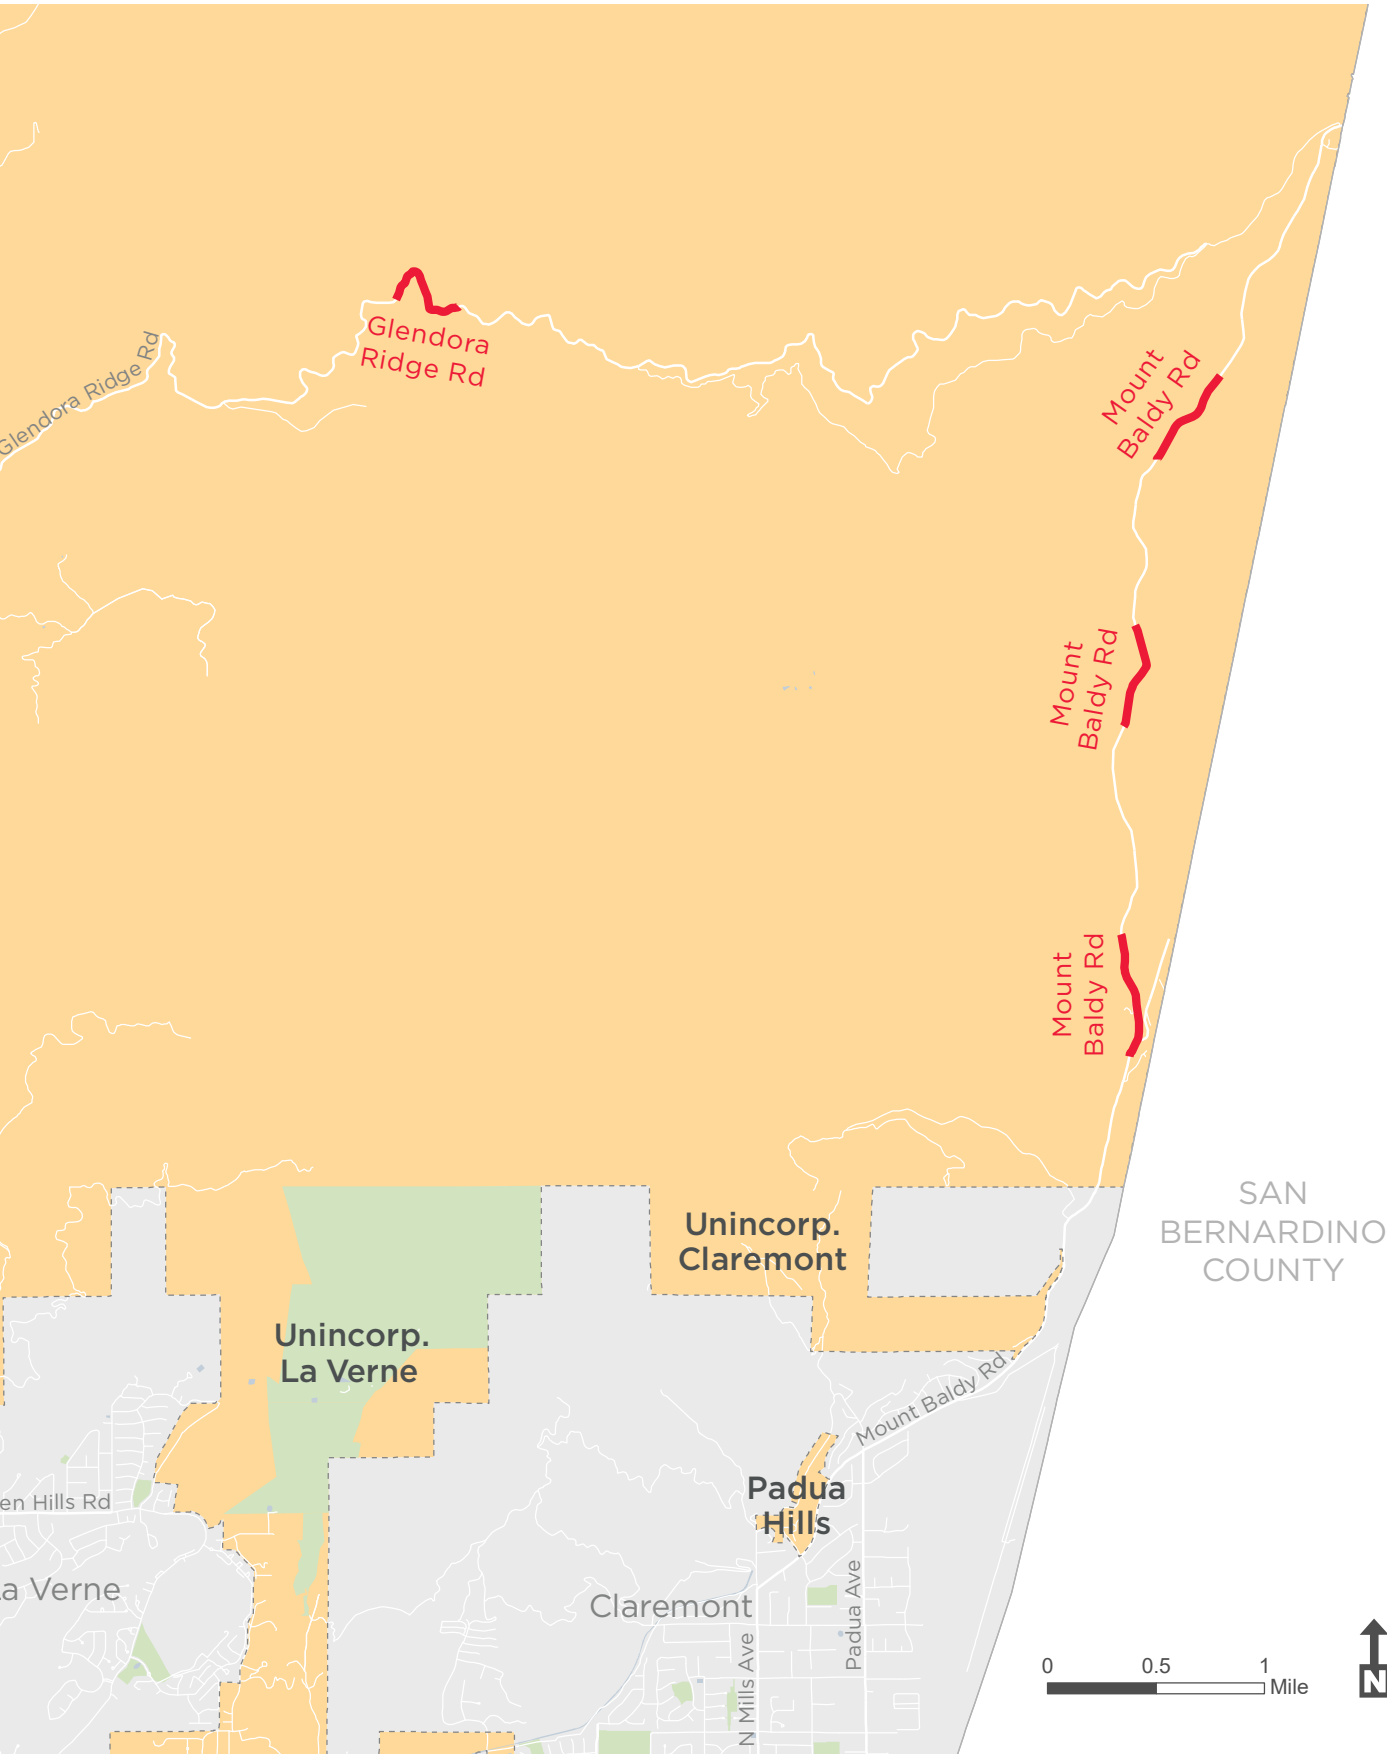 Glendora
Ridge Rd
Glendora Ridge Rd
Mount
Baldy Rd
Mount
Baldy Rd
Mount
Baldy Rd
SAN
BERNARDINO
COUNTY
Unincorp.
Claremont
Unincorp.
La Verne
Mount Baldy Rd
Padua
Hills
en Hills Rd
a Verne
Claremont
Padua Ave
N Mills Ave
0 0.5 1
Mile
N